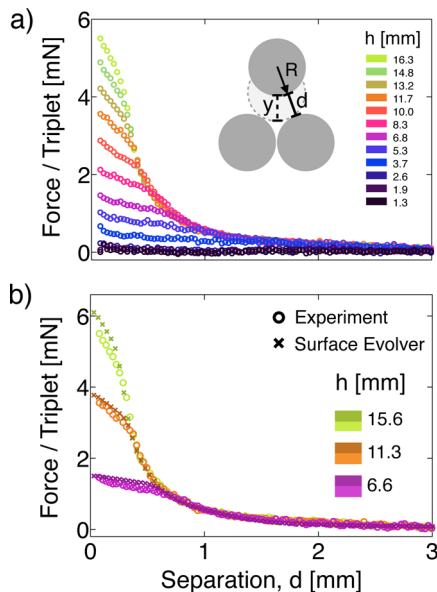 a)
Force / Triplet [mN]
6
4
2
0
R
y
d
h [mm]
16.3
14.8
13.2
11.7
10.0
8.3
6.8
5.3
3.7
2.6
1.9
1.3
b)
Force / Triplet [mN]
6
4
2
0
Experiment
Surface Evolver
h [mm]
15.6
11.3
6.6
0 1 2 3
Separation, d [mm]